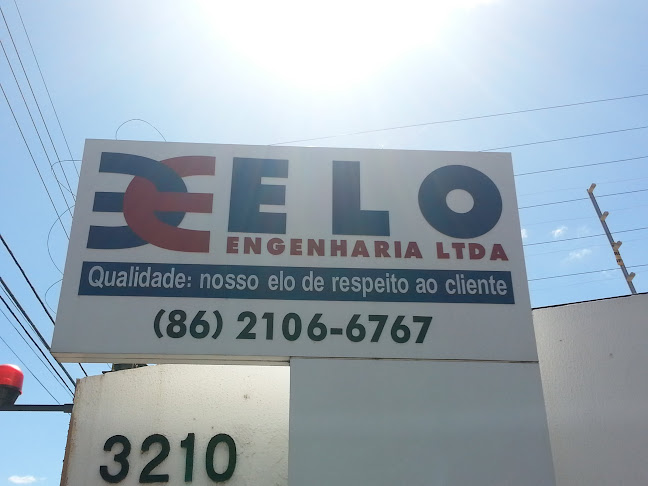 ELO
ENGENHARIA LTDA
Qualidade: nosso elo de respeito ao cliente
(86) 2106-6767
3210